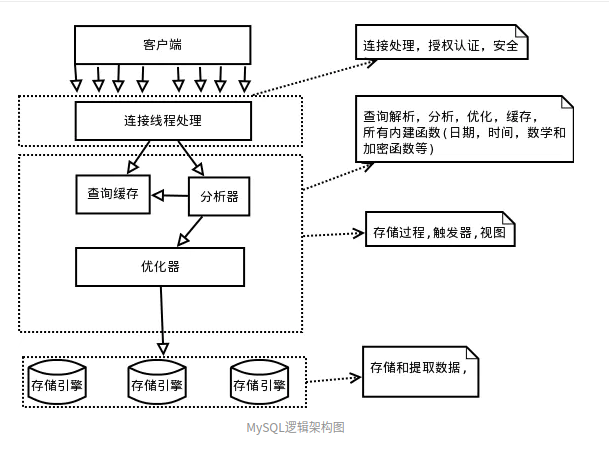 客户端
连接处理，授权认证，安全
连接线程处理
查询解析，分析，优化，缓存，
所有内建函数(日期，时间，数学和
加密函数等)
查询缓存
分析器
存储过程,触发器,视图
优化器
存储引擎
存储引擎
存储引擎
存储和提取数据，
MySQL逻辑架构图